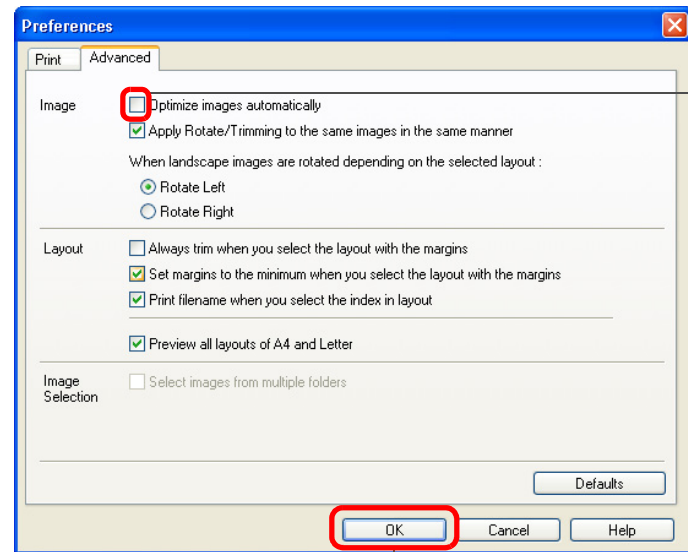 Preferences
Print Advanced
Image Optimize images automatically
Apply Rotate/Trimming to the same images in the same manner
When landscape images are rotated depending on the selected layout :
Rotate Left
Rotate Right
Layout Always trim when you select the layout with the margins
Set margins to the minimum when you select the layout with the margins
Print filename when you select the index in layout
Preview all layouts of A4 and Letter
Image Selection Select images from multiple folders
Defaults
OK Cancel Help